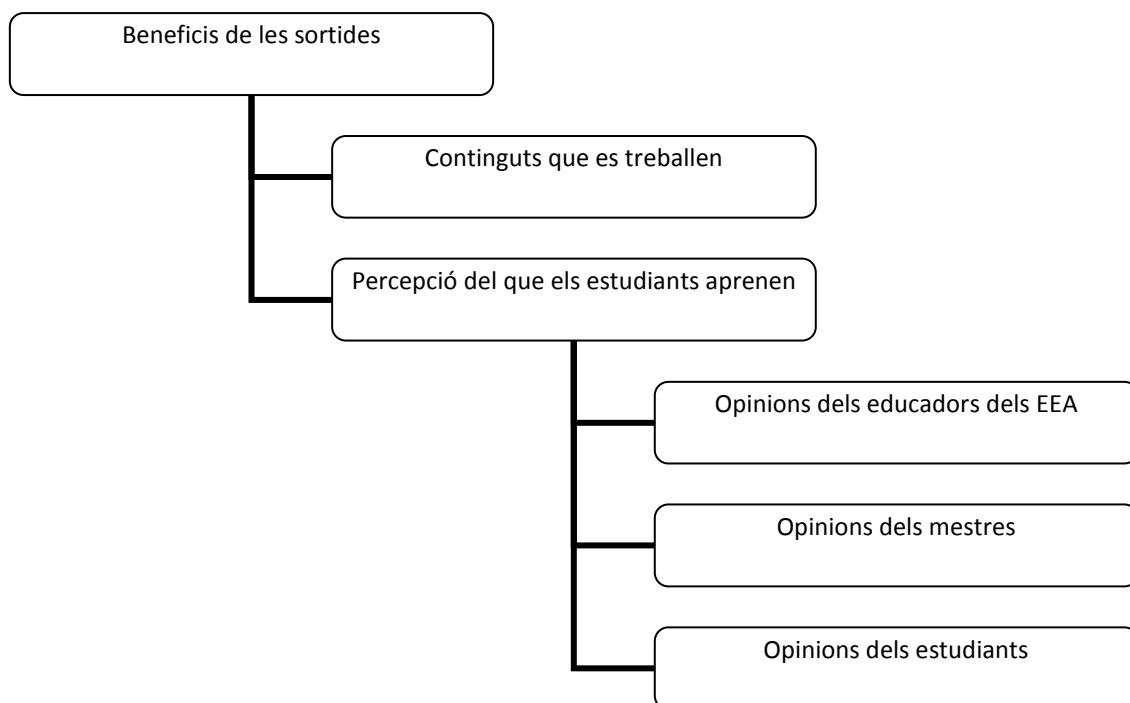 Beneficis de les sortides
Continguts que es treballen
Percepció del que els estudiants aprenen
Opinions dels educadors dels EEA
Opinions dels mestres
Opinions dels estudiants